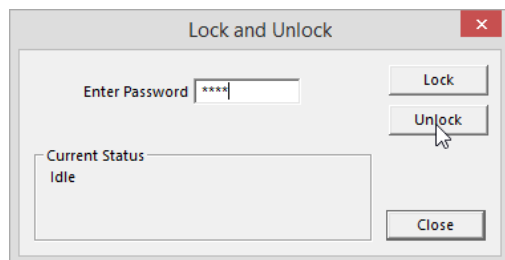 Lock and Unlock
Enter Password ****
Lock
Unlock
Current Status
Idle
Close